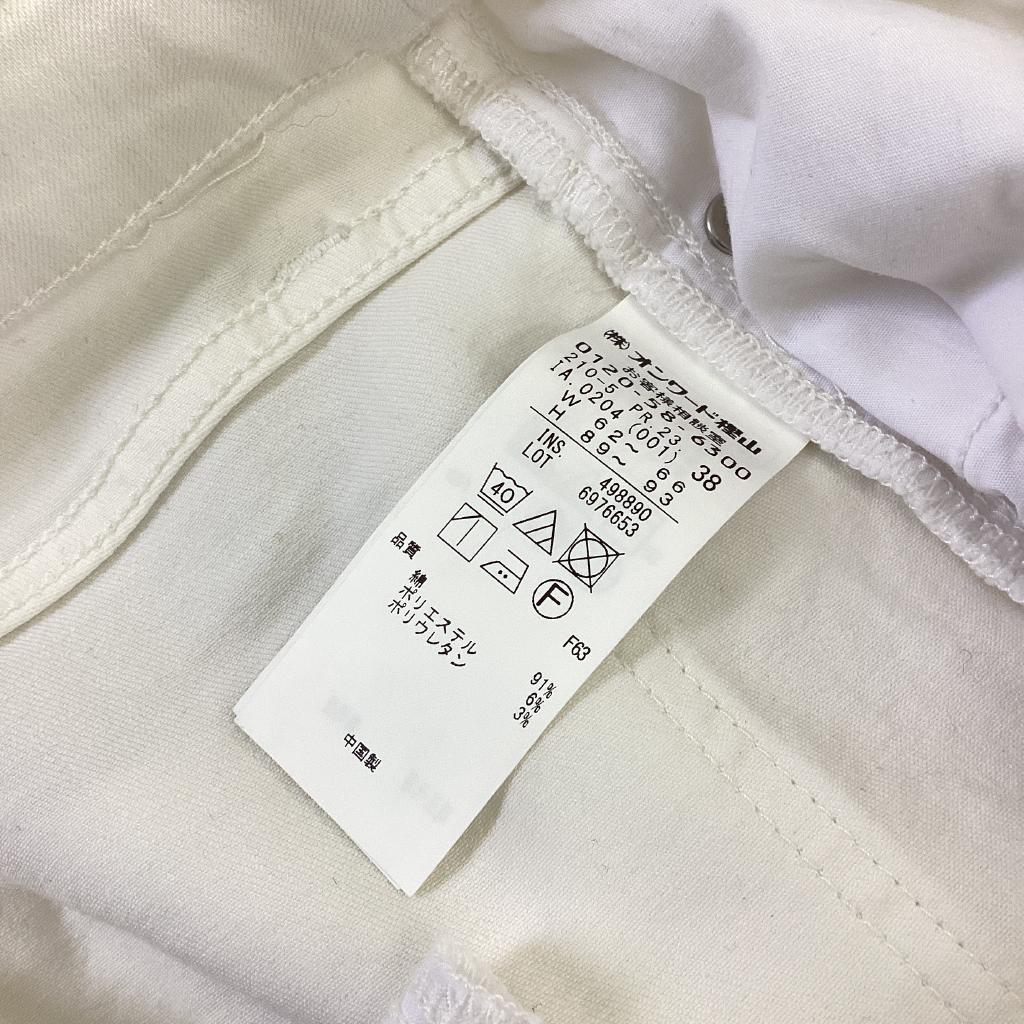 (株)オンワード樫山
お客様相談室
0120-58-6300
210-5 PR.23.
IA.0204(001) 38
W 62~ 66
H 89~ 93
INS. 498890
LOT 6976653
40
F
F63
品質
綿 91%
ポリエステル 6%
ポリウレタン 3%
中国製